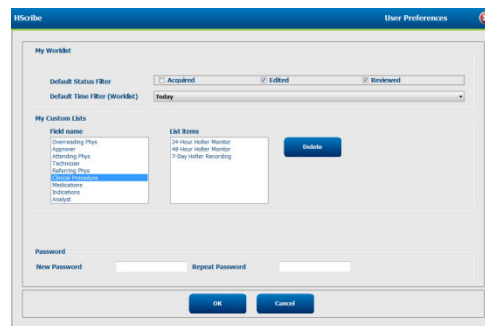 HScribe User Preferences
My Worklist
Default Status Filter Acquired Edited Reviewed
Default Time Filter (Worklist) Today
My Custom Lists
Field name List items
Overreading Phys 24-Hour Holter Monitor
Approver 48-Hour Holter Monitor
Attending Phys 7-Day Holter Recording
Technician
Referring Phys
Clinical Procedure
Medications
Indications
Analyst
Delete
Password
New Password Repeat Password
OK Cancel